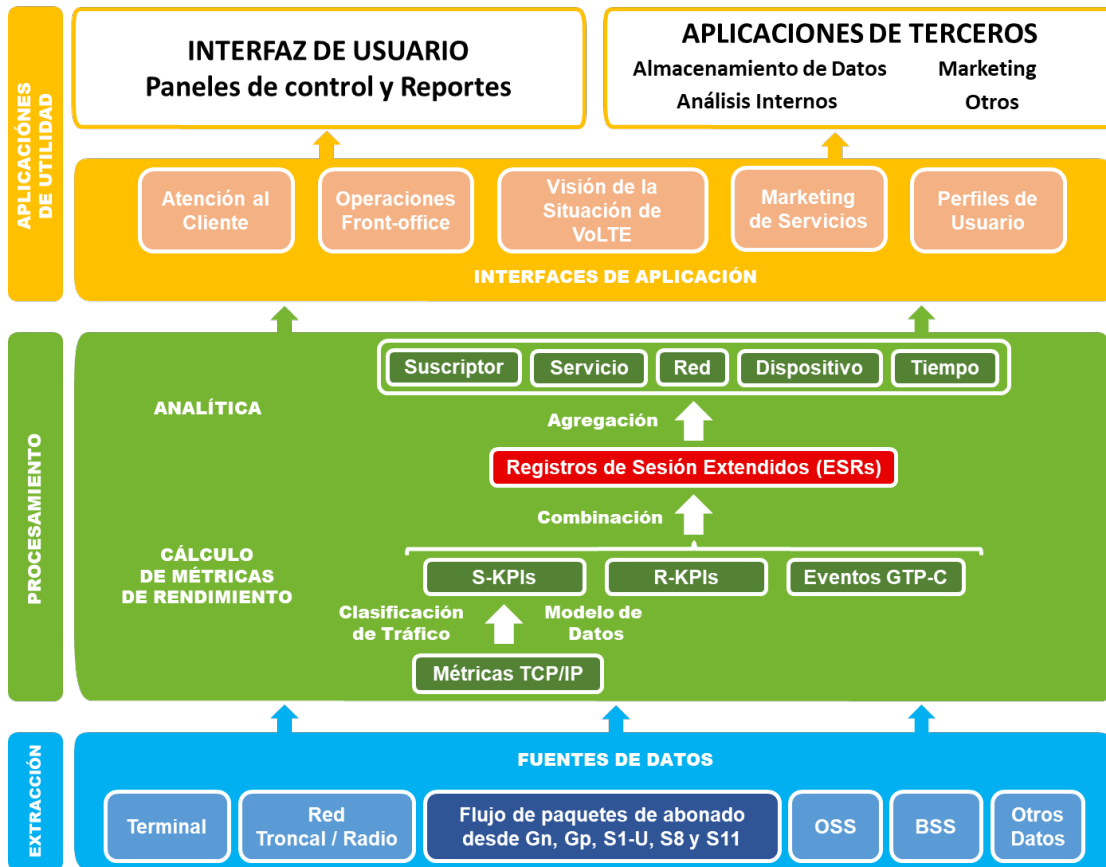 APLICACIÓNES
DE UTILIDAD
INTERFAZ DE USUARIO
Paneles de control y Reportes
APLICACIONES DE TERCEROS
Almacenamiento de Datos
Marketing
Análisis Internos
Otros
Atención al
Cliente
Operaciones
Front-office
Visión de la
Situación de
VoLTE
Marketing
de Servicios
Perfiles de
Usuario
INTERFACES DE APLICACIÓN
PROCESAMIENTO
ANALÍTICA
Suscriptor
Servicio
Red
Dispositivo
Tiempo
Agregación
Registros de Sesión Extendidos (ESRs)
Combinación
CÁLCULO
DE MÉTRICAS
DE RENDIMIENTO
S-KPIs
R-KPIs
Eventos GTP-C
Clasificación
de Tráfico
Modelo de
Datos
Métricas TCP/IP
EXTRACCIÓN
FUENTES DE DATOS
Terminal
Red
Troncal / Radio
Flujo de paquetes de abonado
desde Gn, Gp, S1-U, S8 y S11
OSS
BSS
Otros
Datos